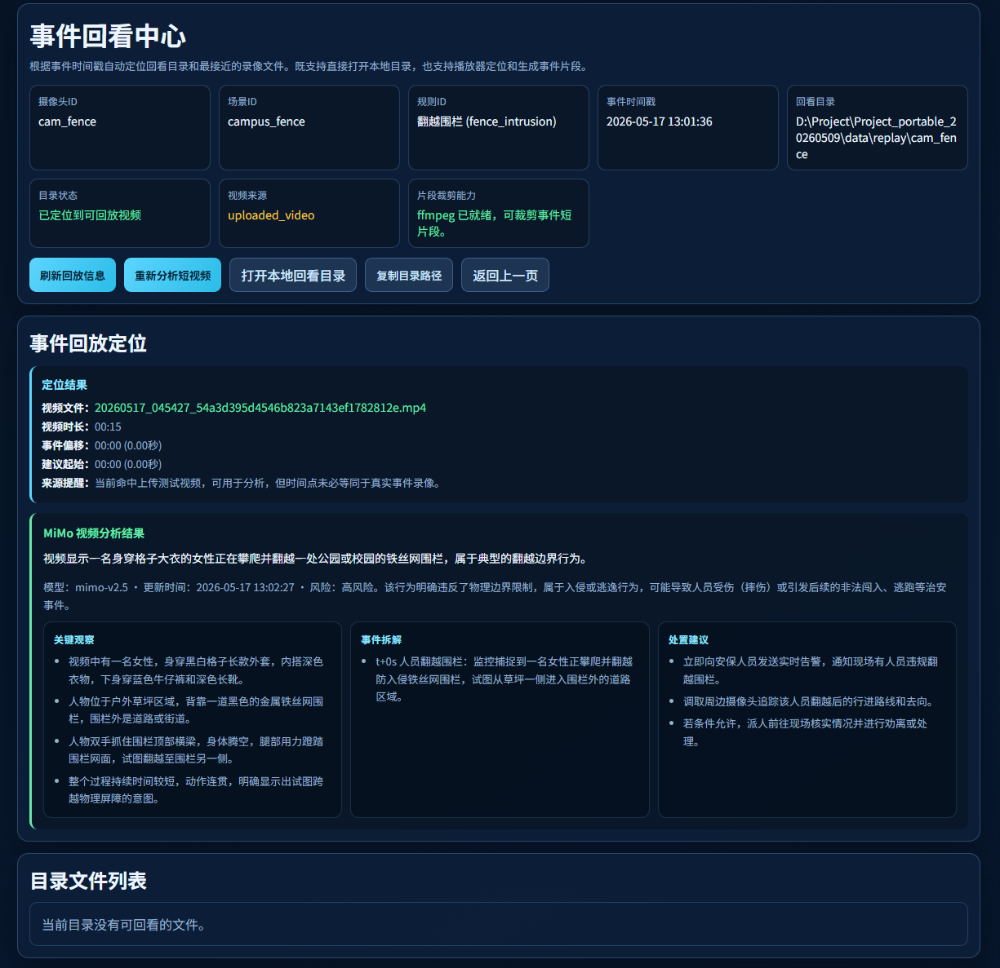 事件回看中心
根据事件时间戳自动定位回看目录和最接近的录像文件。既支持直接打开本地目录，也支持播放器定位和生成事件片段。
摄像头ID
cam_fence
场景ID
campus_fence
规则ID
翻越围栏 (fence_intrusion)
事件时间戳
2026-05-17 13:01:36
回看目录
D:\Project\Project_portable_2
0260509\data\replay\cam_fen
ce
目录状态
已定位到可回放视频
视频来源
uploaded_video
片段裁剪能力
ffmpeg 已就绪，可裁剪事件短
片段。
刷新回放信息
重新分析短视频
打开本地回看目录
复制目录路径
返回上一页
事件回放定位
定位结果
视频文件：20260517_045427_54a3d395d4546b823a7143ef1782812e.mp4
视频时长：00:15
事件偏移：00:00 (0.00秒)
建议起始：00:00 (0.00秒)
来源提醒：当前命中上传测试视频，可用于分析，但时间点未必等同于真实事件录像。
MiMo 视频分析结果
视频显示一名身穿格子大衣的女性正在攀爬并翻越一处公园或校园的铁丝网围栏，属于典型的翻越边界行为。
模型：mimo-v2.5 · 更新时间：2026-05-17 13:02:27 · 风险：高风险。该行为明确违反了物理边界限制，属于入侵或逃逸行为，可能导致人员受伤（摔伤）或引发后续的非法闯入、逃跑等治安
事件。
关键观察
• 视频中有一名女性，身穿黑白格子长款外套，内搭深色
衣物，下身穿蓝色牛仔裤和深色长靴。
• 人物位于户外草坪区域，背靠一道黑色的金属铁丝网围
栏，围栏外是道路或街道。
• 人物双手抓住围栏顶部横梁，身体腾空，腿部用力蹬踏
围栏网面，试图翻越至围栏另一侧。
• 整个过程持续时间较短，动作连贯，明确显示出试图跨
越物理屏障的意图。
事件拆解
• t+0s 人员翻越围栏：监控捕捉到一名女性正攀爬并翻越
防入侵铁丝网围栏，试图从草坪一侧进入围栏外的道路
区域。
处置建议
• 立即向安保人员发送实时告警，通知现场有人员违规翻
越围栏。
• 调取周边摄像头追踪该人员翻越后的行进路线和去向。
• 若条件允许，派人前往现场核实情况并进行劝离或处
理。
目录文件列表
当前目录没有可回看的文件。